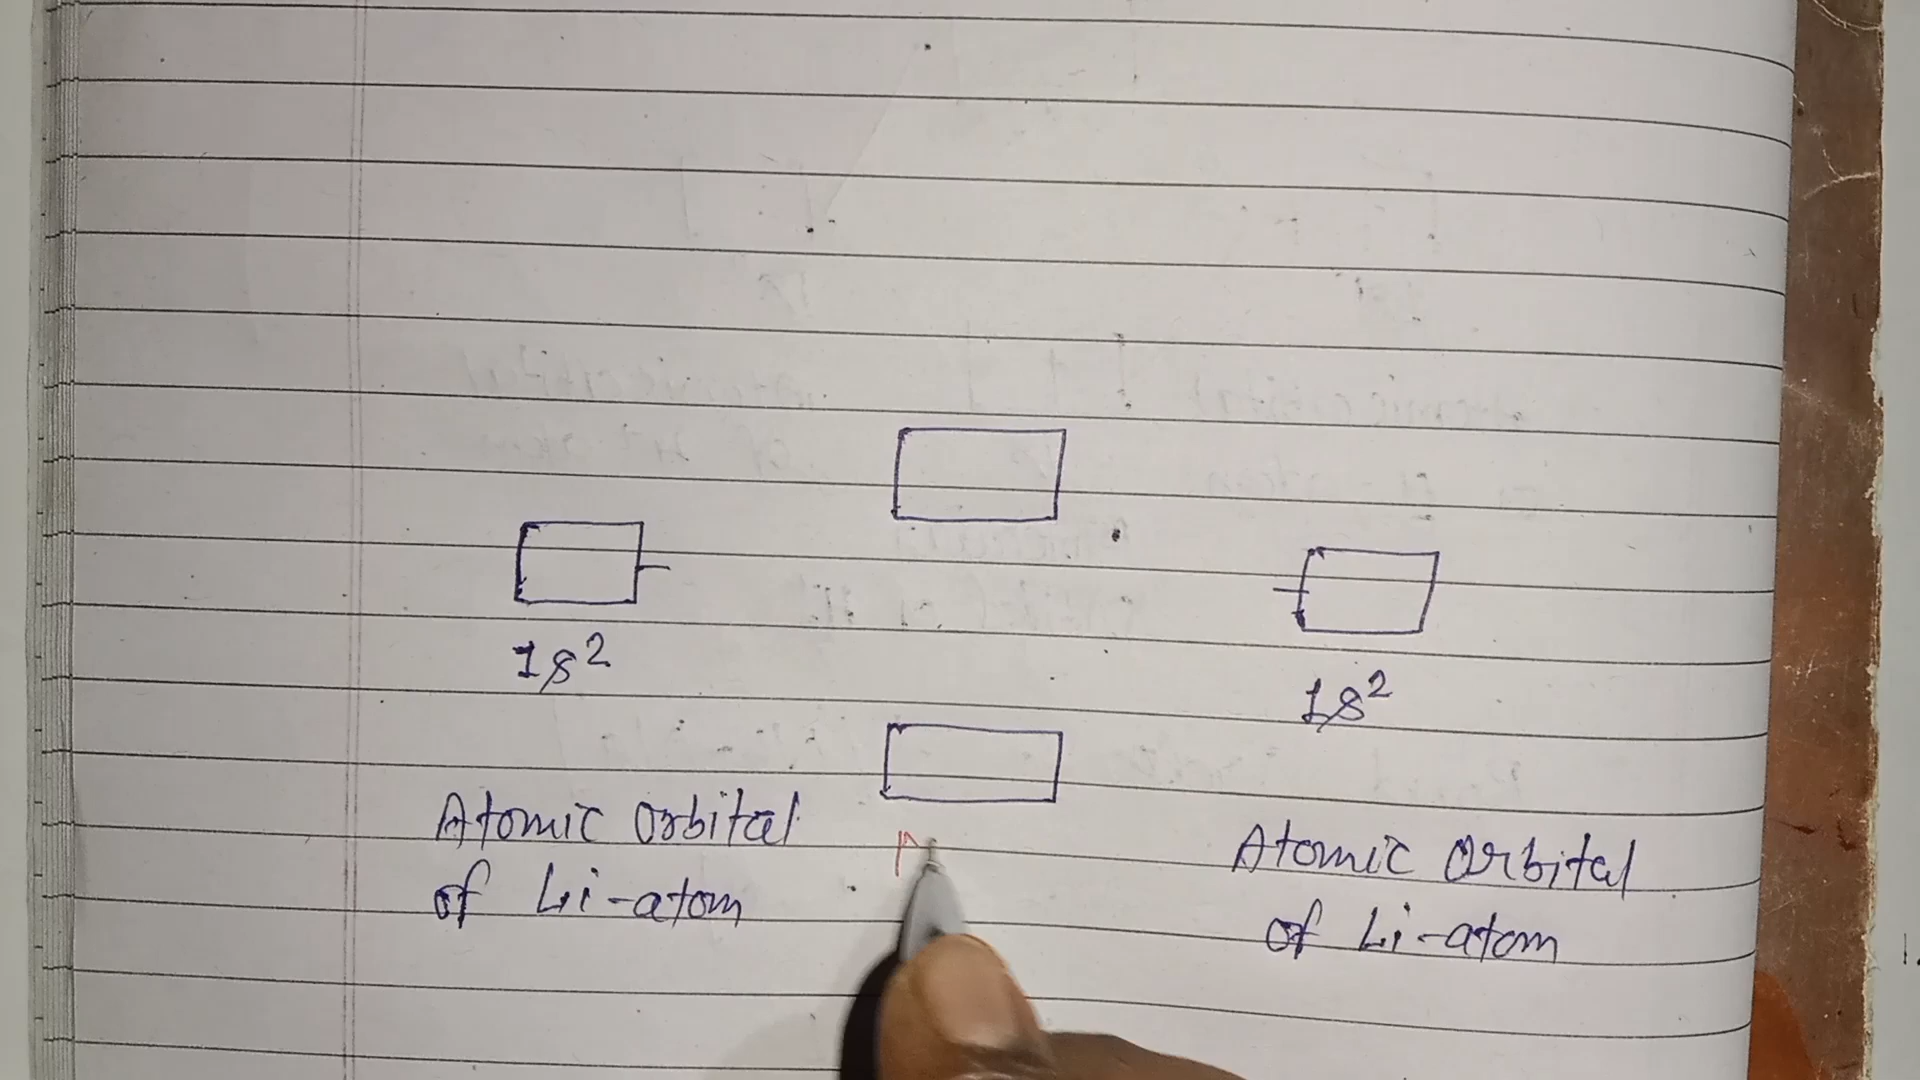 1s²
1s²
Atomic orbital
of Li-atom
Atomic orbital
of Li-atom